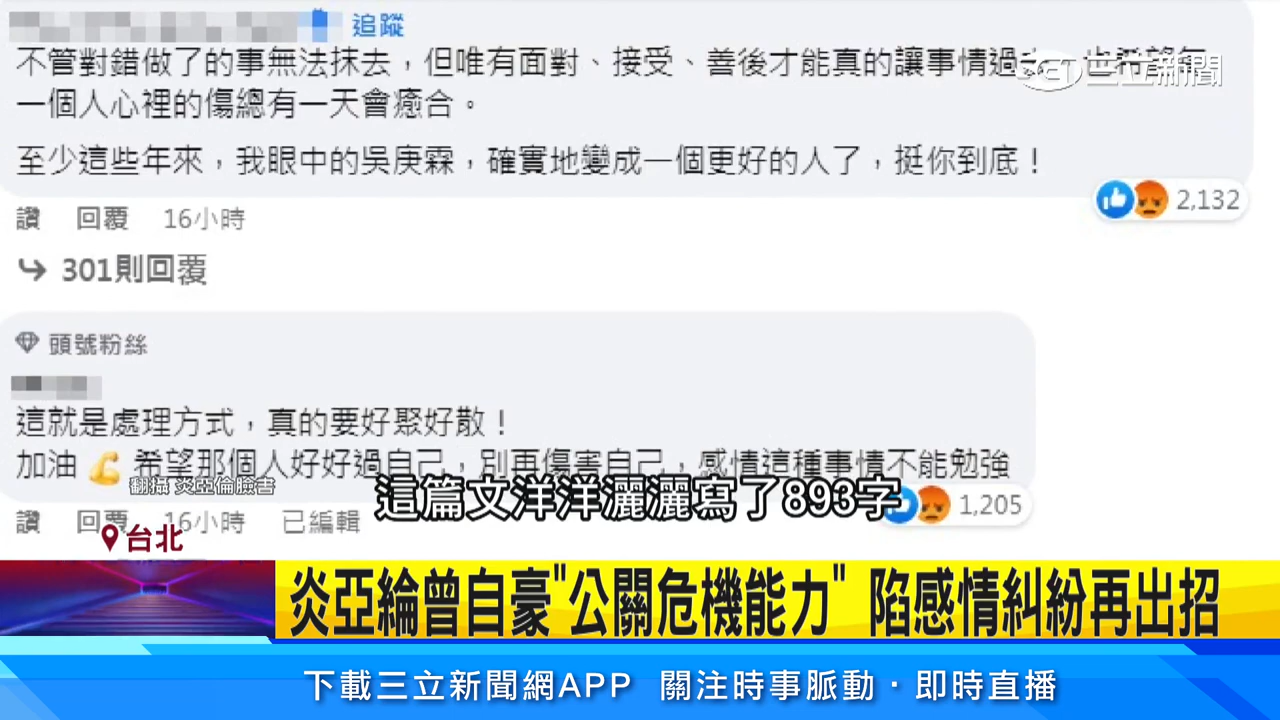 追蹤
不管對錯做了的事無法抹去，但唯有面對、接受、善後才能真的讓事情過去，也希望每
SET 三立新聞
一個人心裡的傷總有一天會癒合。
至少這些年來，我眼中的吳庚霖，確實地變成一個更好的人了，挺你到底！
2,132
讚 回覆 16小時
301則回覆
頭號粉絲
這就是處理方式，真的要好聚好散！
加油💪希望那個人好好過自己，別再傷害自己，感情這種事情不能勉強
翻攝 炎亞倫臉書
這篇文洋洋灑灑寫了893字
1,205
讚 回覆 16小時 已編輯
台北
炎亞綸曾自豪"公關危機能力" 陷感情糾紛再出招
下載三立新聞網APP 關注時事脈動・即時直播